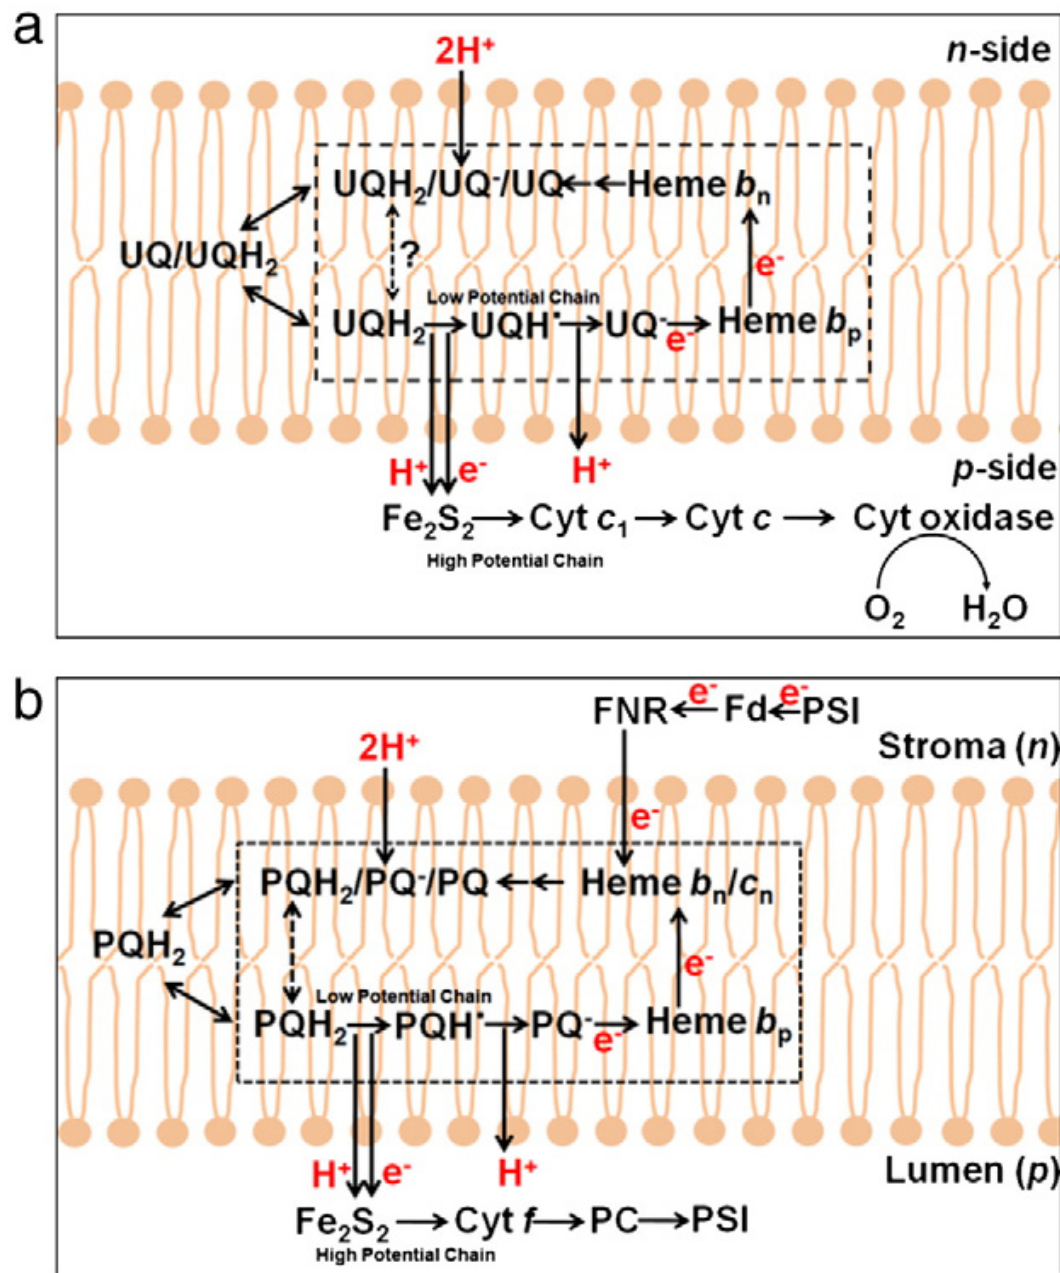 a
2H⁺
n-side
UQH₂/UQ⁻/UQ Heme bₙ
UQ/UQH₂
?
e⁻
Low Potential Chain
UQH₂ UQH• UQ⁻ e⁻ Heme bₚ
H⁺ e⁻ H⁺
p-side
Fe₂S₂ Cyt c₁ Cyt c Cyt oxidase
High Potential Chain
O₂ H₂O
b
FNR e⁻ Fd e⁻ PSI
2H⁺
Stroma (n)
e⁻
PQH₂/PQ⁻/PQ Heme bₙ/cₙ
PQH₂
e⁻
Low Potential Chain
PQH₂ PQH• PQ⁻ e⁻ Heme bₚ
H⁺ e⁻ H⁺
Lumen (p)
Fe₂S₂ Cyt f PC PSI
High Potential Chain